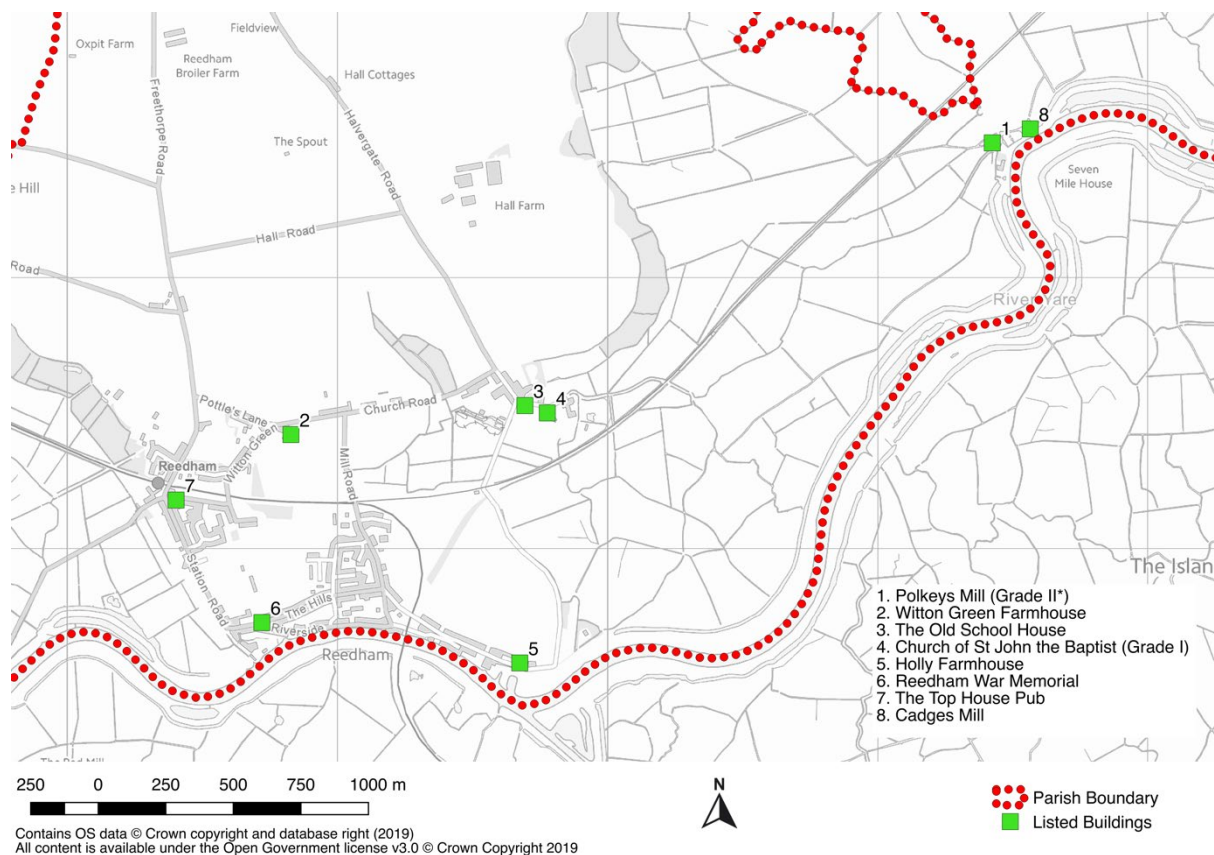 Oxpit Farm
Fieldview
Reedham
Broiler Farm
Hall Cottages
Freethorpe Road
Halvergate Road
The Spout
e Hill
Hall Farm
Hall Road
Road
1
8
Seven
Mile House
River Yare
Pottle's Lane
2
Church Road
3
4
Witton Green
Reedham
Mill Road
7
Station Road
6
The Hills
Riverside
Reedham
5
The Islan
1. Polkeys Mill (Grade II*)
2. Witton Green Farmhouse
3. The Old School House
4. Church of St John the Baptist (Grade I)
5. Holly Farmhouse
6. Reedham War Memorial
7. The Top House Pub
8. Cadges Mill
250 0 250 500 750 1000 m
N
Parish Boundary
Listed Buildings
Contains OS data © Crown copyright and database right (2019)
All content is available under the Open Government license v3.0 © Crown Copyright 2019